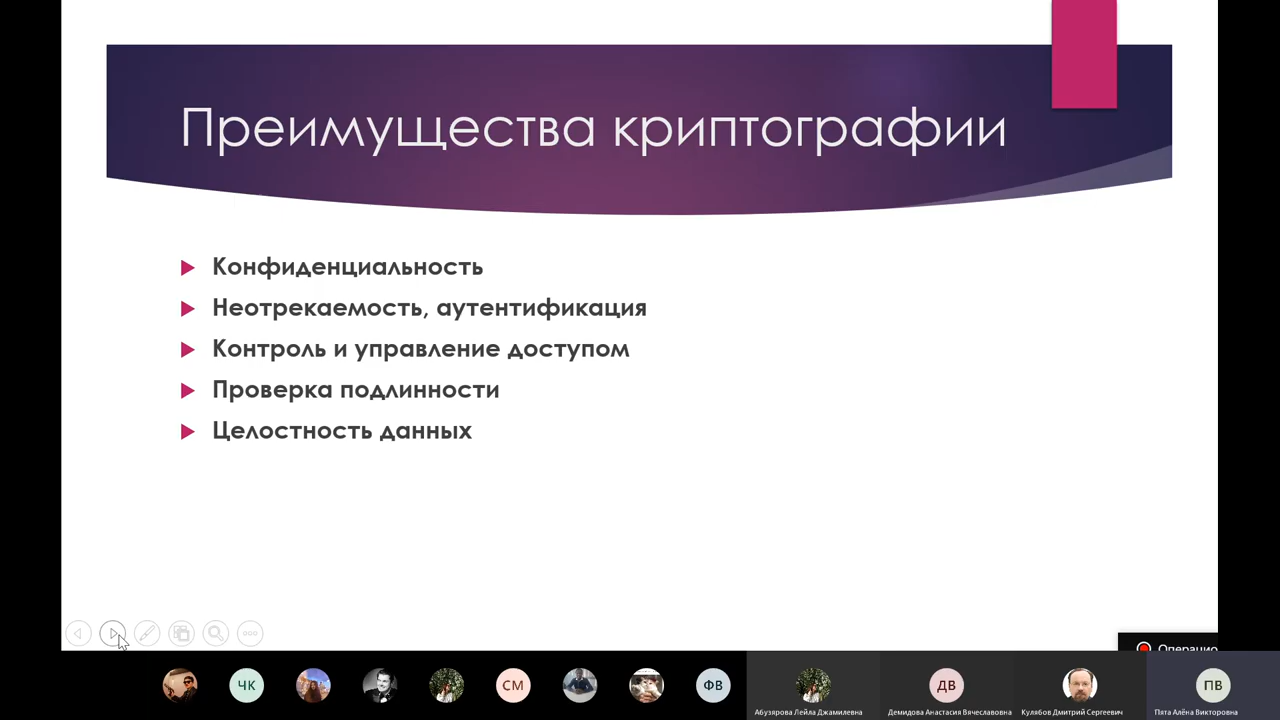 Преимущества криптографии
Конфиденциальность
Неотрекаемость, аутентификация
Контроль и управление доступом
Проверка подлинности
Целостность данных
Операцио
ЧК
СМ
ФВ
ДВ
ПВ
Абузярова Лейла Джамилевна
Демидова Анастасия Вячеславовна
Кулябов Дмитрий Сергеевич
Пята Алёна Викторовна